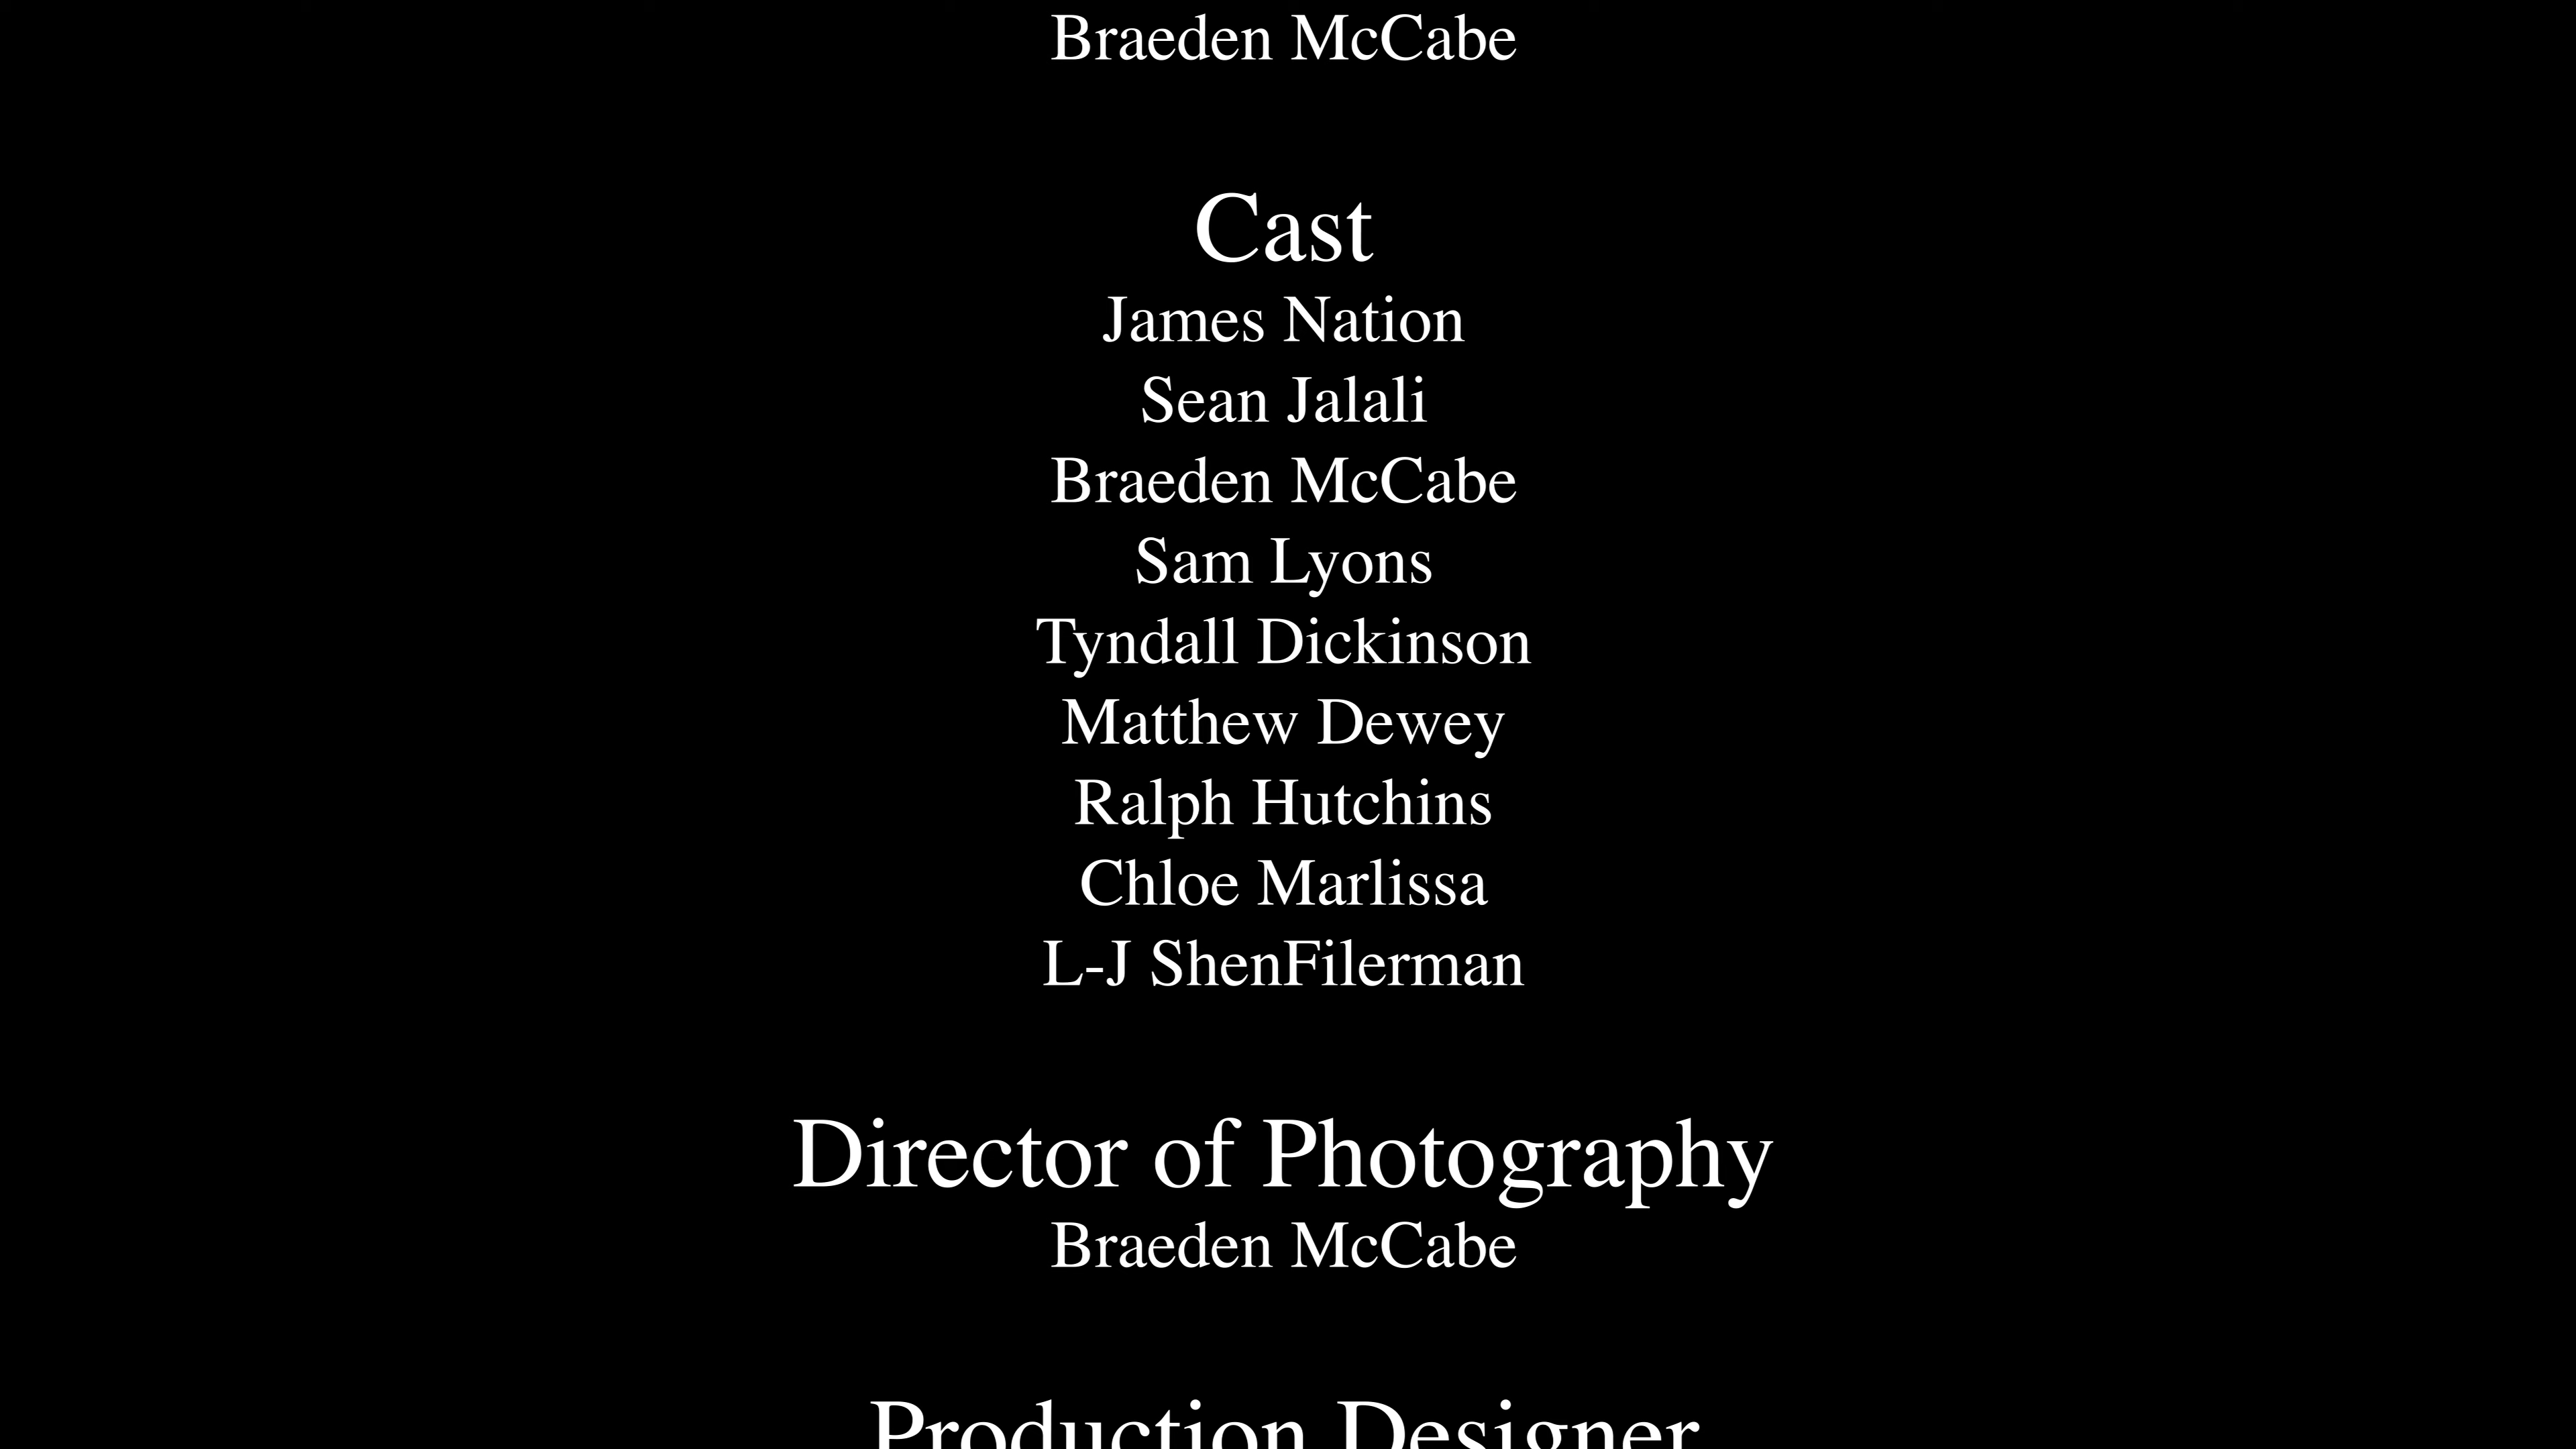 Braeden McCabe
Cast
James Nation
Sean Jalali
Braeden McCabe
Sam Lyons
Tyndall Dickinson
Matthew Dewey
Ralph Hutchins
Chloe Marlissa
L-J ShenFilerman
Director of Photography
Braeden McCabe
Production Designer